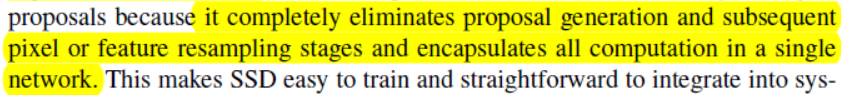 proposals because it completely eliminates proposal generation and subsequent
pixel or feature resampling stages and encapsulates all computation in a single
network. This makes SSD easy to train and straightforward to integrate into sys-